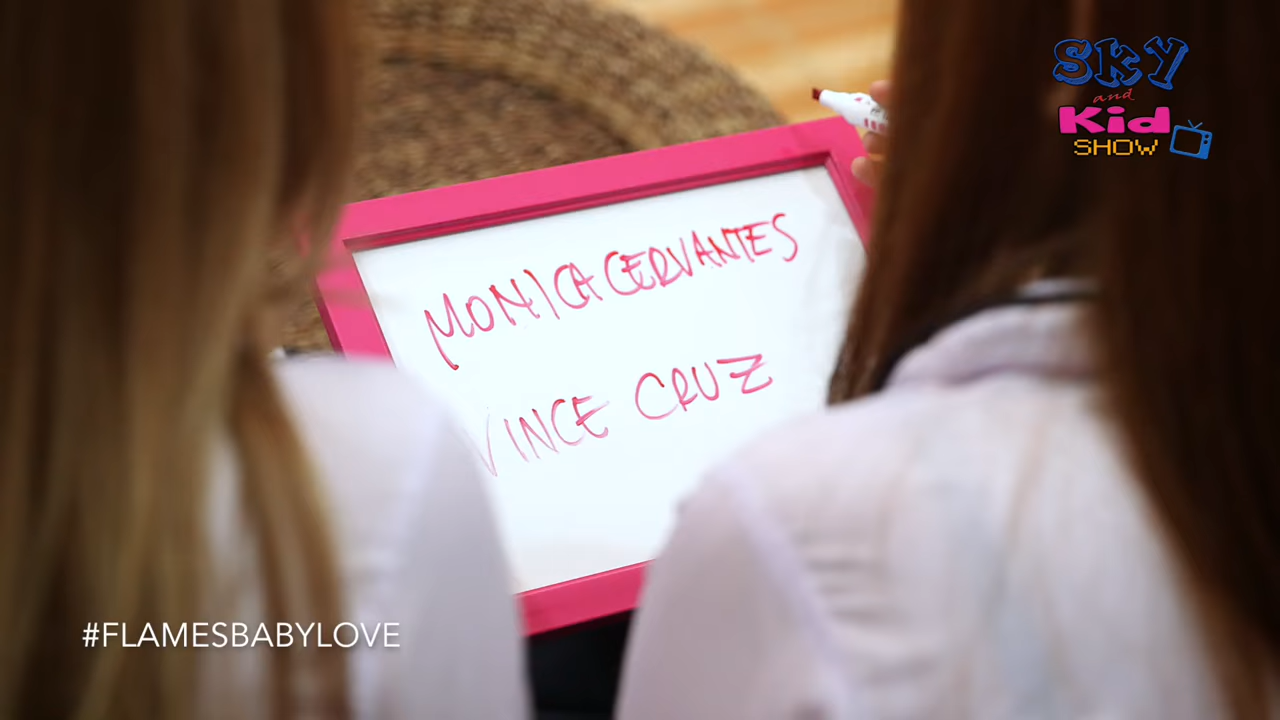 SKY
and
Kid
SHOW
MONICA CERVANTES
VINCE CRUZ
#FLAMESBABYLOVE